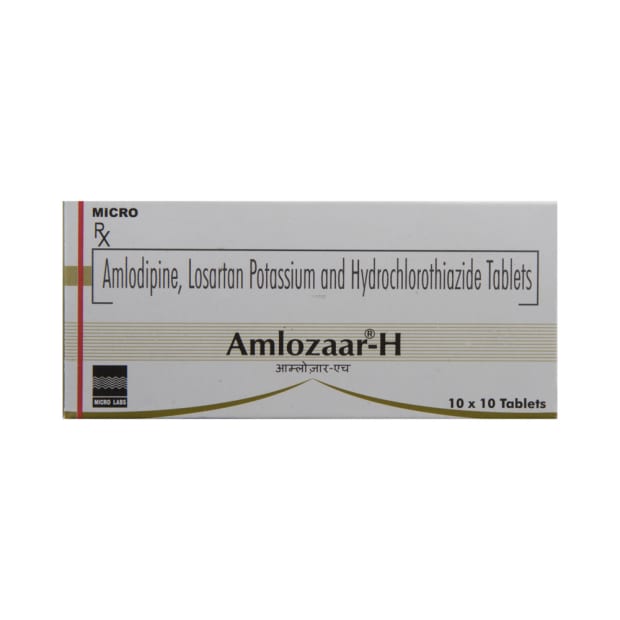 MICRO
Rx
Amlodipine, Losartan Potassium and Hydrochlorothiazide Tablets
Amlozaar®-H
आम्लोज़ार-एच
MICRO LABS
10 x 10 Tablets